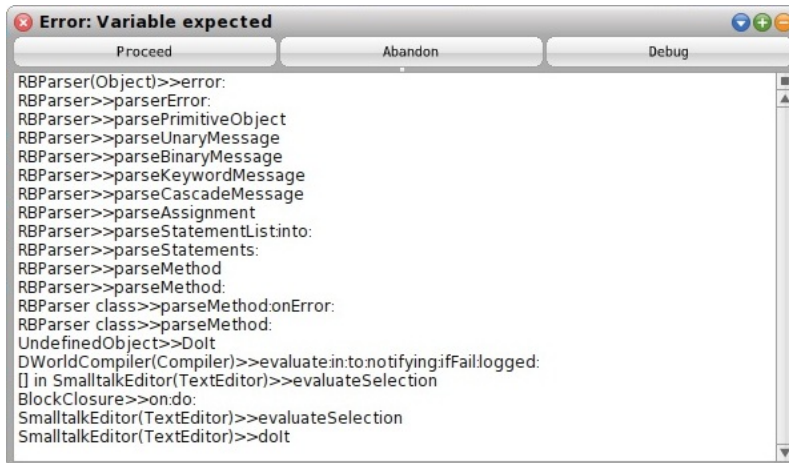 Error: Variable expected
Proceed Abandon Debug
RBParser(Object)>>error:
RBParser>>parserError:
RBParser>>parsePrimitiveObject
RBParser>>parseUnaryMessage
RBParser>>parseBinaryMessage
RBParser>>parseKeywordMessage
RBParser>>parseCascadeMessage
RBParser>>parseAssignment
RBParser>>parseStatementList:into:
RBParser>>parseStatements:
RBParser>>parseMethod
RBParser>>parseMethod:
RBParser class>>parseMethod:onError:
RBParser class>>parseMethod:
UndefinedObject>>DoIt
DWorldCompiler(Compiler)>>evaluate:in:to:notifying:ifFail:logged:
[] in SmalltalkEditor(TextEditor)>>evaluateSelection
BlockClosure>>on:do:
SmalltalkEditor(TextEditor)>>evaluateSelection
SmalltalkEditor(TextEditor)>>doIt